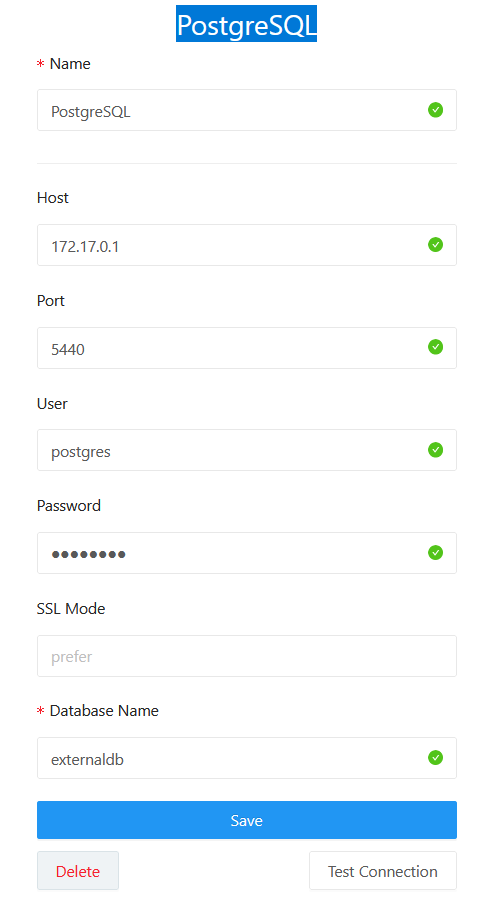 PostgreSQL
* Name
PostgreSQL
Host
172.17.0.1
Port
5440
User
postgres
Password
●●●●●●●●
SSL Mode
prefer
* Database Name
externaldb
Save
Delete
Test Connection